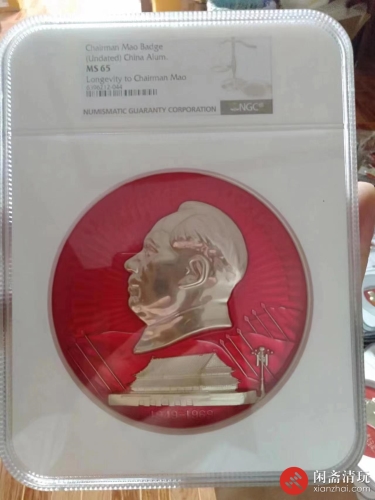 Chairman Mao Badge
(Undated) China Alum.
MS 65
Longevity to Chairman Mao
NUMISMATIC GUARANTY CORPORATION
NGC
闲斋清玩
xianzhai.com